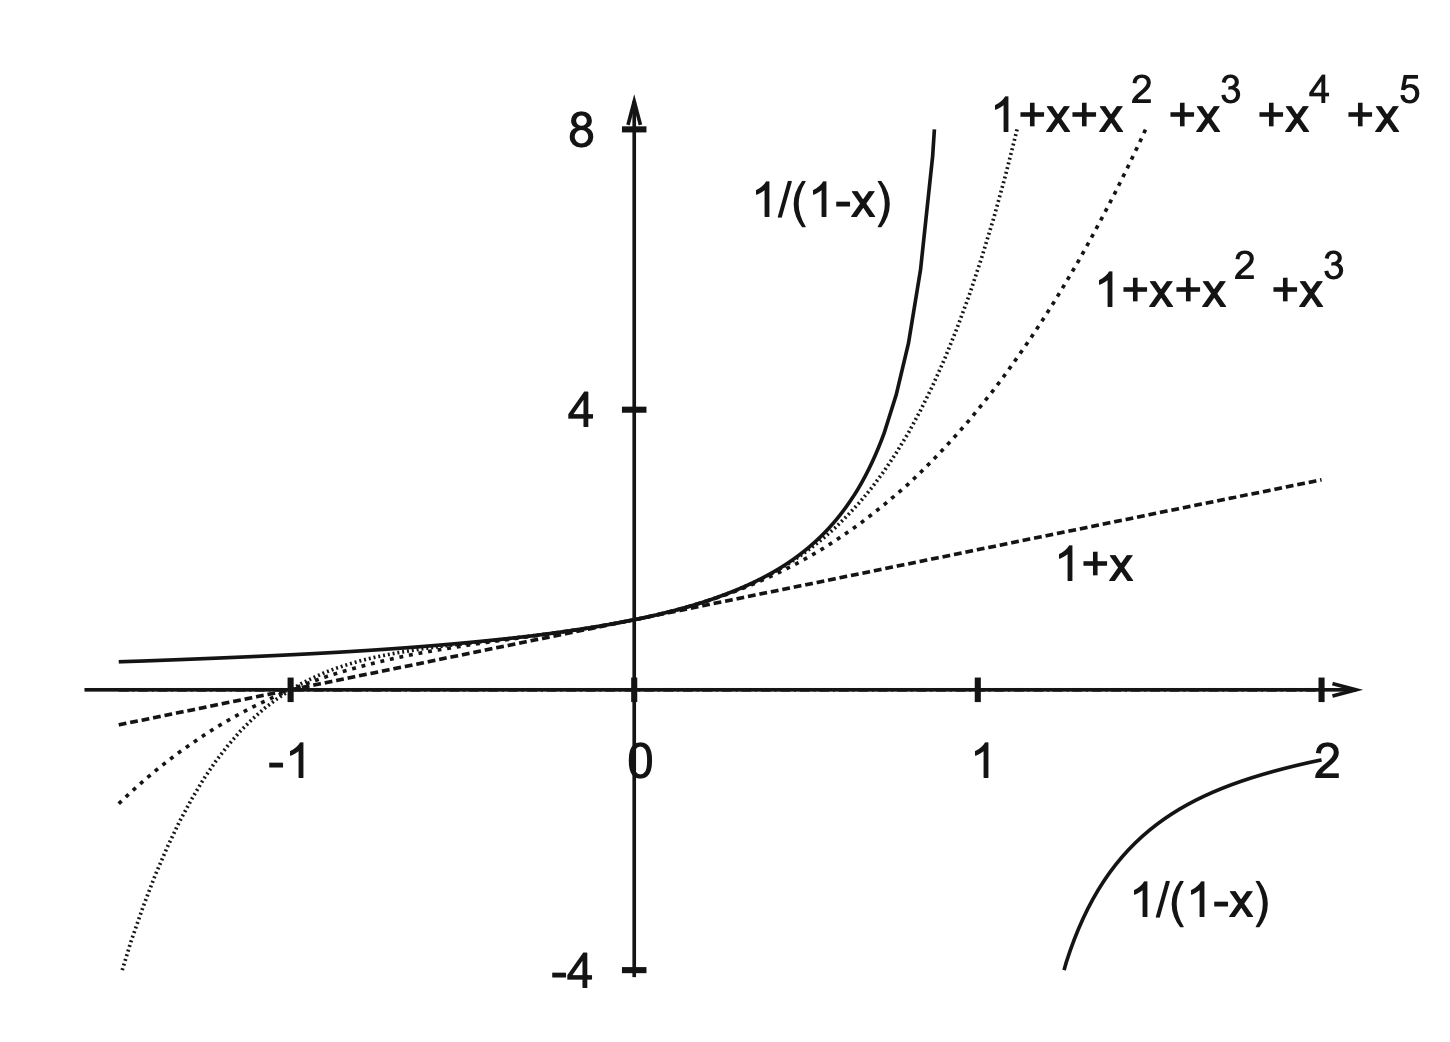 1+x+x² +x³ +x⁴ +x⁵
8
1/(1-x)
1+x+x² +x³
4
1+x
-1
0
1
2
1/(1-x)
-4